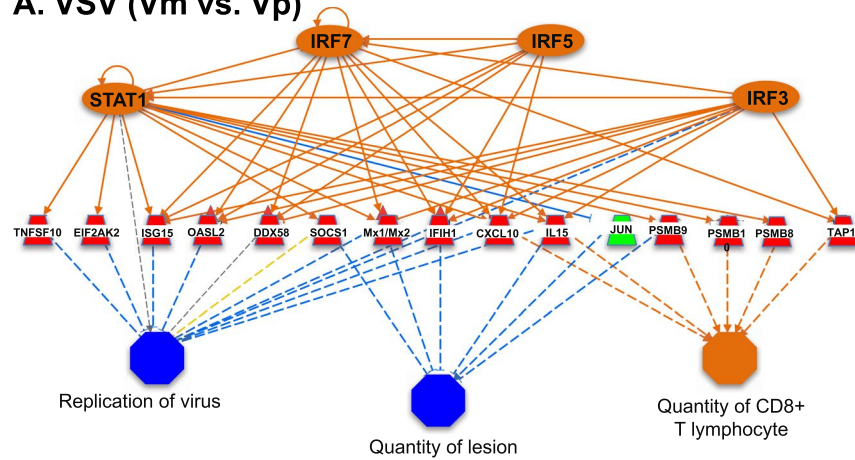 A. VSV (Vm vs. Vp)
IRF7
IRF5
STAT1
IRF3
TNFSF10
EIF2AK2
ISG15
OASL2
DDX58
SOCS1
Mx1/Mx2
IFIH1
CXCL10
IL15
JUN
PSMB9
PSMB1
0
PSMB8
TAP1
Replication of virus
Quantity of lesion
Quantity of CD8+
T lymphocyte